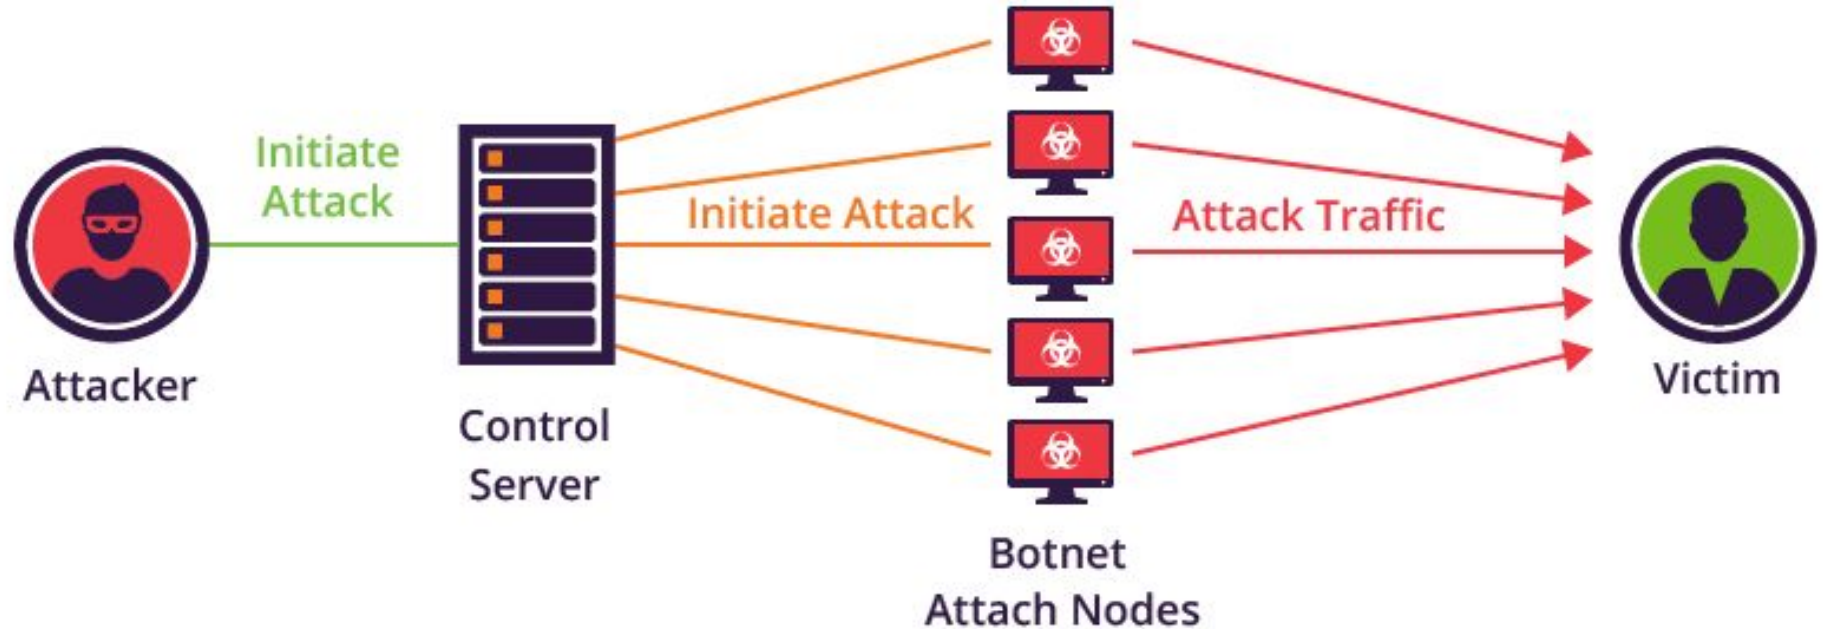 Initiate
Attack
Initiate Attack
Attack Traffic
Attacker
Control
Server
Victim
Botnet
Attach Nodes